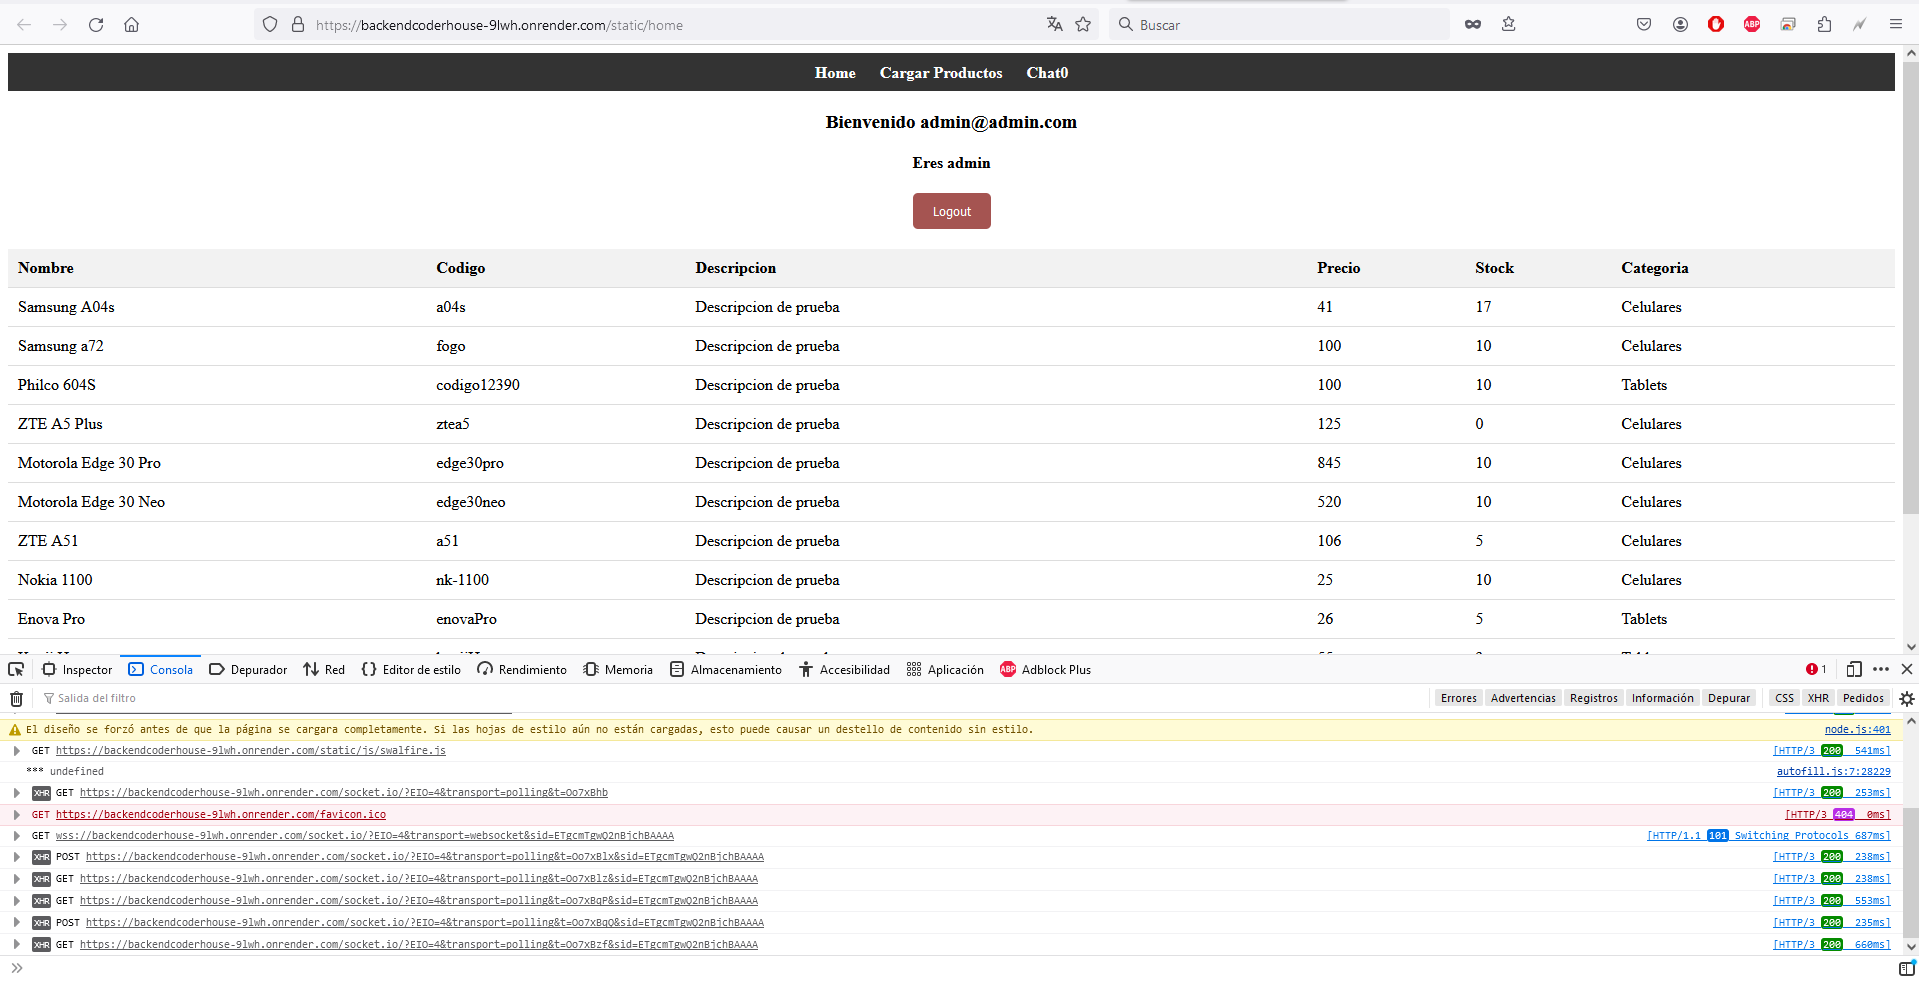 https://backendcoderhouse-9lwh.onrender.com/static/home
Buscar
ABP
Home Cargar Productos Chat0
Bienvenido admin@admin.com
Eres admin
Logout
Nombre Codigo Descripcion Precio Stock Categoria
Samsung A04s a04s Descripcion de prueba 41 17 Celulares
Samsung a72 fogo Descripcion de prueba 100 10 Celulares
Philco 604S codigo12390 Descripcion de prueba 100 10 Tablets
ZTE A5 Plus ztea5 Descripcion de prueba 125 0 Celulares
Motorola Edge 30 Pro edge30pro Descripcion de prueba 845 10 Celulares
Motorola Edge 30 Neo edge30neo Descripcion de prueba 520 10 Celulares
ZTE A51 a51 Descripcion de prueba 106 5 Celulares
Nokia 1100 nk-1100 Descripcion de prueba 25 10 Celulares
Enova Pro enovaPro Descripcion de prueba 26 5 Tablets
Inspector Consola Depurador Red Editor de estilo Rendimiento Memoria Almacenamiento Accesibilidad Aplicación ABP Adblock Plus 1
Salida del filtro Errores Advertencias Registros Información Depurar CSS XHR Pedidos
El diseño se forzó antes de que la página se cargara completamente. Si las hojas de estilo aún no están cargadas, esto puede causar un destello de contenido sin estilo. node.js:401
GET https://backendcoderhouse-9lwh.onrender.com/static/js/swalfire.js [HTTP/3 200 541ms]
*** undefined autofill.js:7:28229
XHR GET https://backendcoderhouse-9lwh.onrender.com/socket.io/?EIO=4&transport=polling&t=Oo7xBhb [HTTP/3 200 253ms]
GET https://backendcoderhouse-9lwh.onrender.com/favicon.ico [HTTP/3 404 0ms]
GET wss://backendcoderhouse-9lwh.onrender.com/socket.io/?EIO=4&transport=websocket&sid=ETgcmTgwQ2nBjchBAAAA [HTTP/1.1 101 Switching Protocols 687ms]
XHR POST https://backendcoderhouse-9lwh.onrender.com/socket.io/?EIO=4&transport=polling&t=Oo7xBlx&sid=ETgcmTgwQ2nBjchBAAAA [HTTP/3 200 238ms]
XHR GET https://backendcoderhouse-9lwh.onrender.com/socket.io/?EIO=4&transport=polling&t=Oo7xBlz&sid=ETgcmTgwQ2nBjchBAAAA [HTTP/3 200 238ms]
XHR GET https://backendcoderhouse-9lwh.onrender.com/socket.io/?EIO=4&transport=polling&t=Oo7xBqP&sid=ETgcmTgwQ2nBjchBAAAA [HTTP/3 200 553ms]
XHR POST https://backendcoderhouse-9lwh.onrender.com/socket.io/?EIO=4&transport=polling&t=Oo7xBqQ&sid=ETgcmTgwQ2nBjchBAAAA [HTTP/3 200 235ms]
XHR GET https://backendcoderhouse-9lwh.onrender.com/socket.io/?EIO=4&transport=polling&t=Oo7xBzf&sid=ETgcmTgwQ2nBjchBAAAA [HTTP/3 200 660ms]